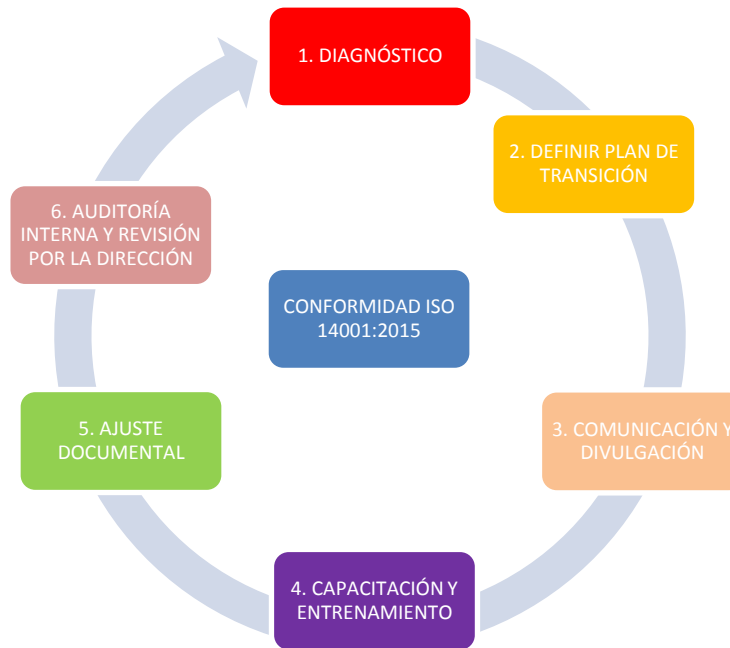 1. DIAGNÓSTICO
2. DEFINIR PLAN DE
TRANSICIÓN
3. COMUNICACIÓN Y
DIVULGACIÓN
4. CAPACITACIÓN Y
ENTRENAMIENTO
5. AJUSTE
DOCUMENTAL
6. AUDITORÍA
INTERNA Y REVISIÓN
POR LA DIRECCIÓN
CONFORMIDAD ISO
14001:2015